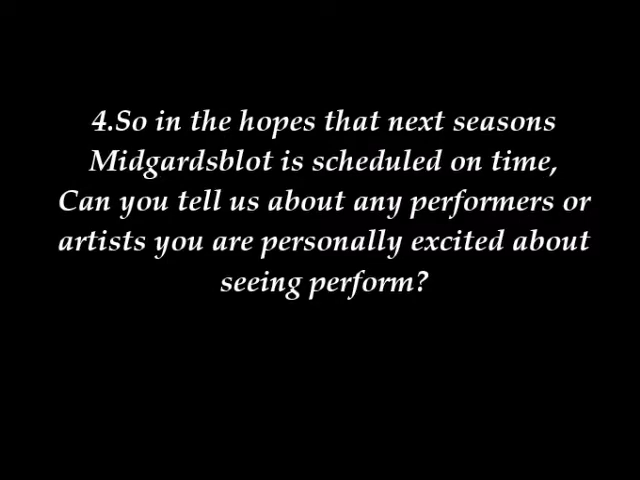 4.So in the hopes that next seasons
Midgardsblot is scheduled on time,
Can you tell us about any performers or
artists you are personally excited about
seeing perform?